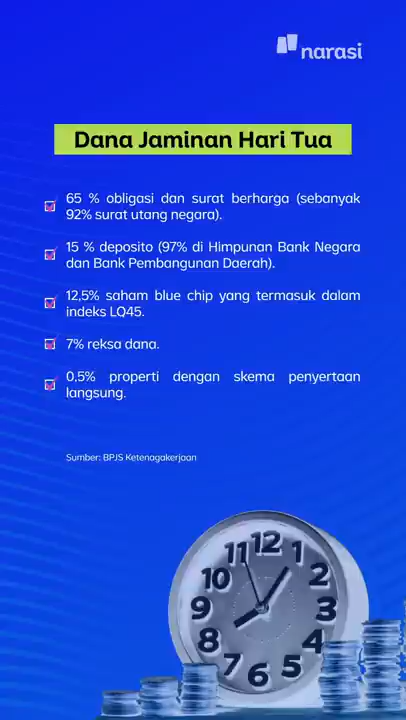 narasi
Dana Jaminan Hari Tua
65 % obligasi dan surat berharga (sebanyak
92% surat utang negara).
15 % deposito (97% di Himpunan Bank Negara
dan Bank Pembangunan Daerah).
12,5% saham blue chip yang termasuk dalam
indeks LQ45.
7% reksa dana.
0,5% properti dengan skema penyertaan
langsung.
Sumber: BPJS Ketenagakerjaan
12
11
1
10
2
9
3
8
4
7
5
6